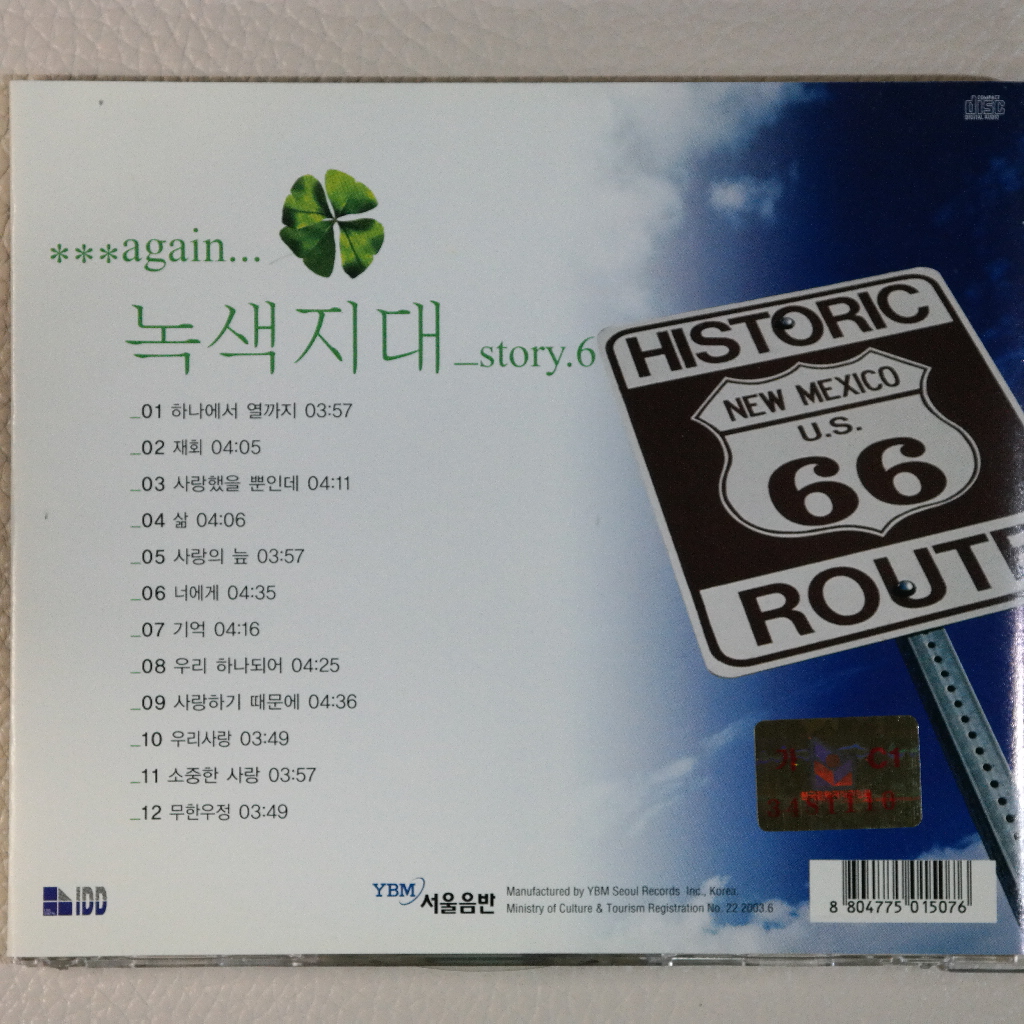 COMPACT
disc
DIGITAL AUDIO
***again...
녹색지대_story.6
_01 하나에서 열까지 03:57
_02 재회 04:05
_03 사랑했을 뿐인데 04:11
_04 삶 04:06
_05 사랑의 늪 03:57
_06 너에게 04:35
_07 기억 04:16
_08 우리 하나되어 04:25
_09 사랑하기 때문에 04:36
_10 우리사랑 03:49
_11 소중한 사랑 03:57
_12 무한우정 03:49
HISTORIC
NEW MEXICO
U.S.
66
ROUTE
IDD
YBM 서울음반
Manufactured by YBM Seoul Records Inc., Korea.
Ministry of Culture & Tourism Registration No. 22 2003.6
8 804775 015076